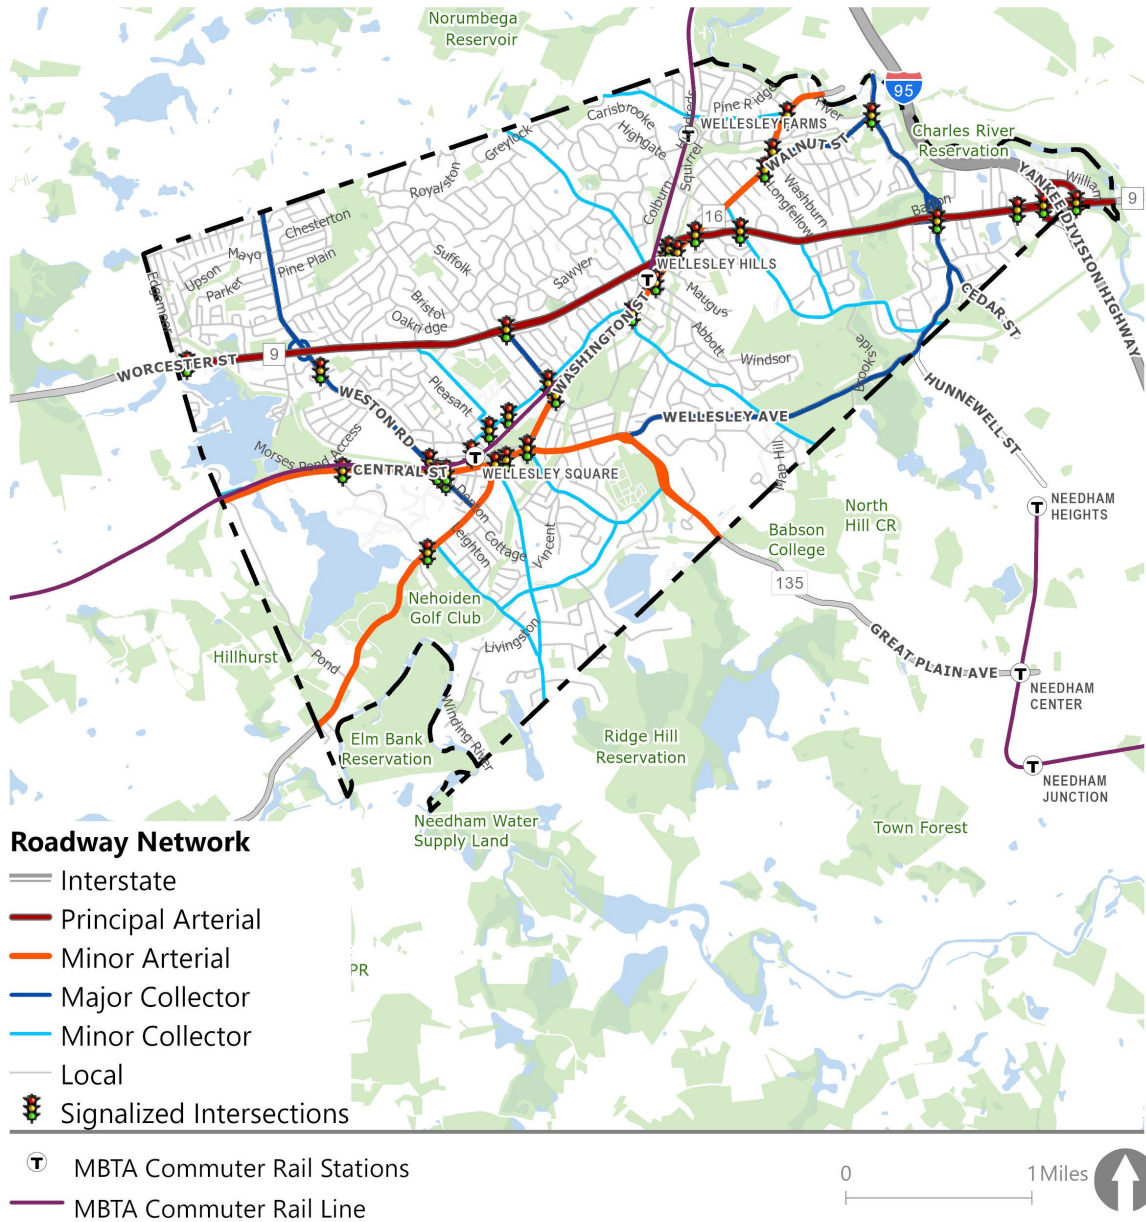 Norumbega
Reservoir
95
Pine Ridge
River
Carisbrooke
Highgate
WELLESLEY FARMS
Charles River
Reservation
Greylock
WALNUT ST
Squirrel
Royalston
Colburn
Washburn
Longfellow
YANKEE DIVISION HIGHWAY
William
9
16
Barton
Chesterton
Mayo
Pine Plain
Suffolk
Sawyer
WELLESLEY HILLS
Upson
Parker
Edgemoor
Bristol
Oakridge
Maugus
Abbott
CEDAR ST
WASHINGTON ST
Windsor
Brooks
WORCESTER ST
9
Pleasant
WESTON RD
WELLESLEY AVE
HUNNEWELL ST
Morses Pond Access
CENTRAL ST
WELLESLEY SQUARE
NEEDHAM
HEIGHTS
Denton
Leighton
Cottage
Vincent
North
Hill CR
Babson
College
135
Nehoiden
Golf Club
Livingston
GREAT PLAIN AVE
Hillhurst
Pond
NEEDHAM
CENTER
Winding River
Elm Bank
Reservation
Ridge Hill
Reservation
NEEDHAM
JUNCTION
Needham Water
Supply Land
Town Forest
PR
Roadway Network
Interstate
Principal Arterial
Minor Arterial
Major Collector
Minor Collector
Local
Signalized Intersections
T MBTA Commuter Rail Stations
MBTA Commuter Rail Line
0 1 Miles